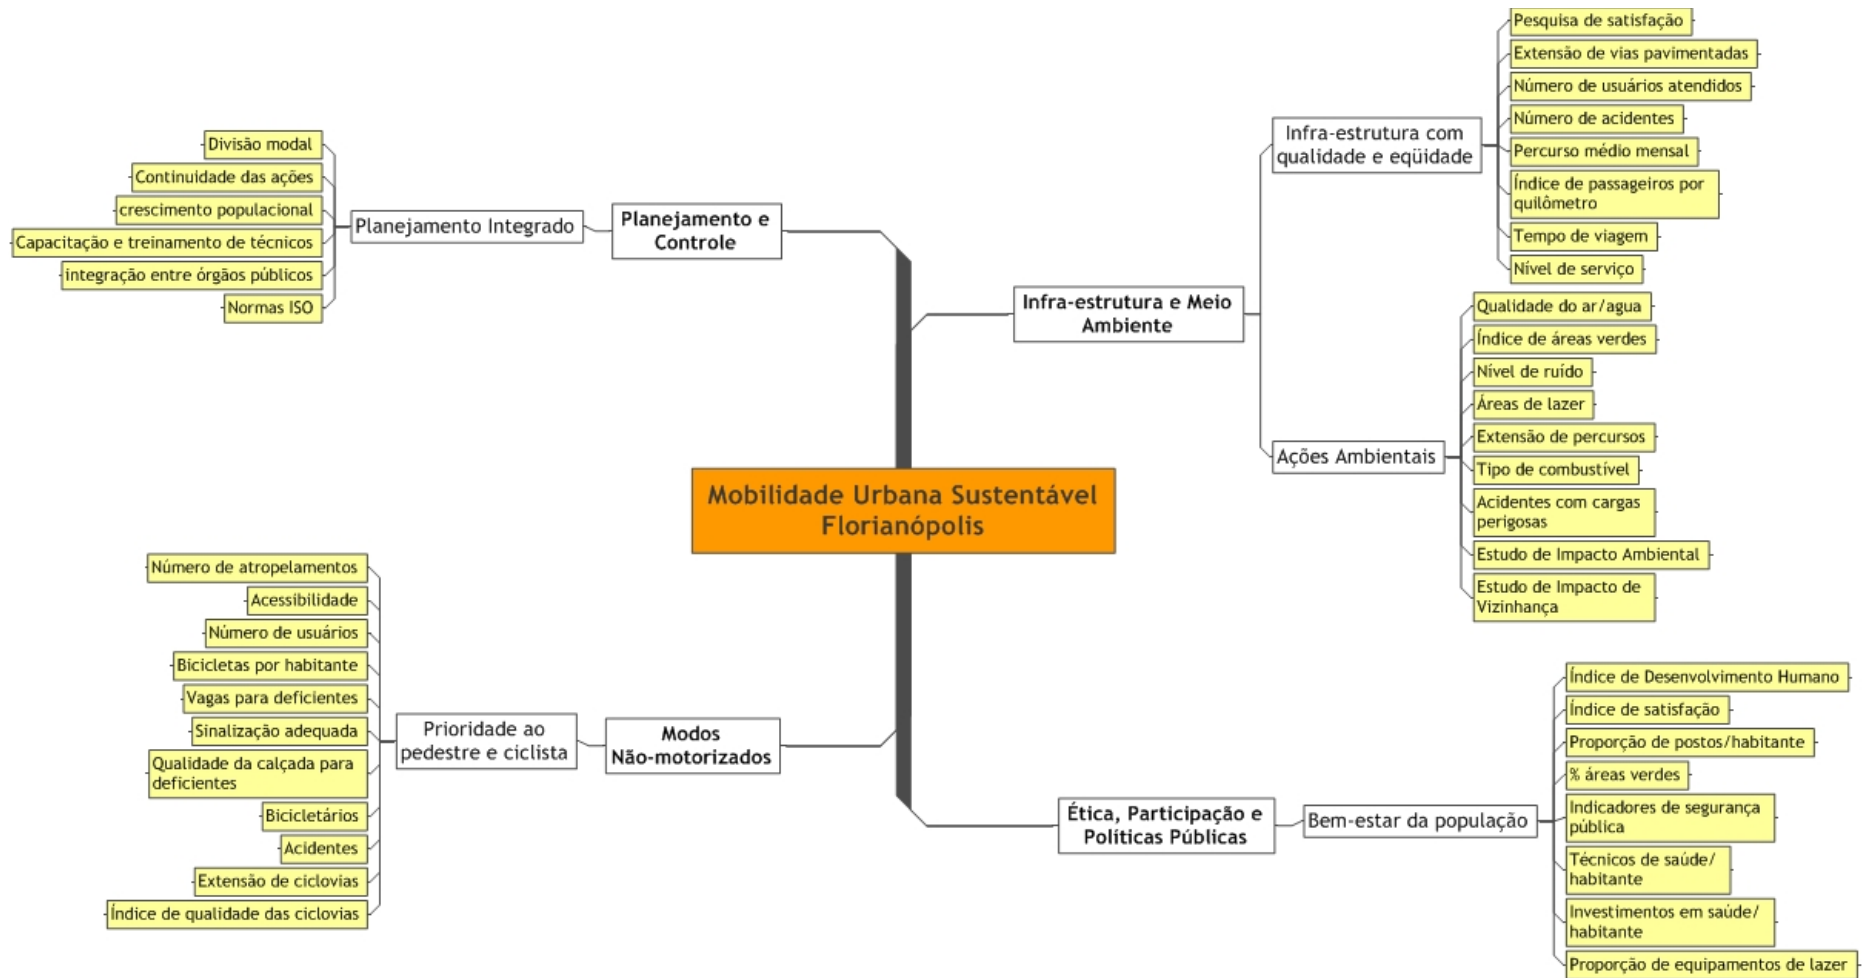 Mobilidade Urbana Sustentável
Florianópolis
Planejamento e
Controle
Planejamento Integrado
Divisão modal
Continuidade das ações
crescimento populacional
Capacitação e treinamento de técnicos
integração entre órgãos públicos
Normas ISO
Infra-estrutura e Meio
Ambiente
Infra-estrutura com
qualidade e eqüidade
Pesquisa de satisfação
Extensão de vias pavimentadas
Número de usuários atendidos
Número de acidentes
Percurso médio mensal
Índice de passageiros por
quilômetro
Tempo de viagem
Nível de serviço
Ações Ambientais
Qualidade do ar/agua
Índice de áreas verdes
Nível de ruído
Áreas de lazer
Extensão de percursos
Tipo de combustível
Acidentes com cargas
perigosas
Estudo de Impacto Ambiental
Estudo de Impacto de
Vizinhança
Modos
Não-motorizados
Prioridade ao
pedestre e ciclista
Número de atropelamentos
Acessibilidade
Número de usuários
Bicicletas por habitante
Vagas para deficientes
Sinalização adequada
Qualidade da calçada para
deficientes
Bicicletários
Acidentes
Extensão de ciclovias
Índice de qualidade das ciclovias
Ética, Participação e
Políticas Públicas
Bem-estar da população
Índice de Desenvolvimento Humano
Índice de satisfação
Proporção de postos/habitante
% áreas verdes
Indicadores de segurança
pública
Técnicos de saúde/
habitante
Investimentos em saúde/
habitante
Proporção de equipamentos de lazer